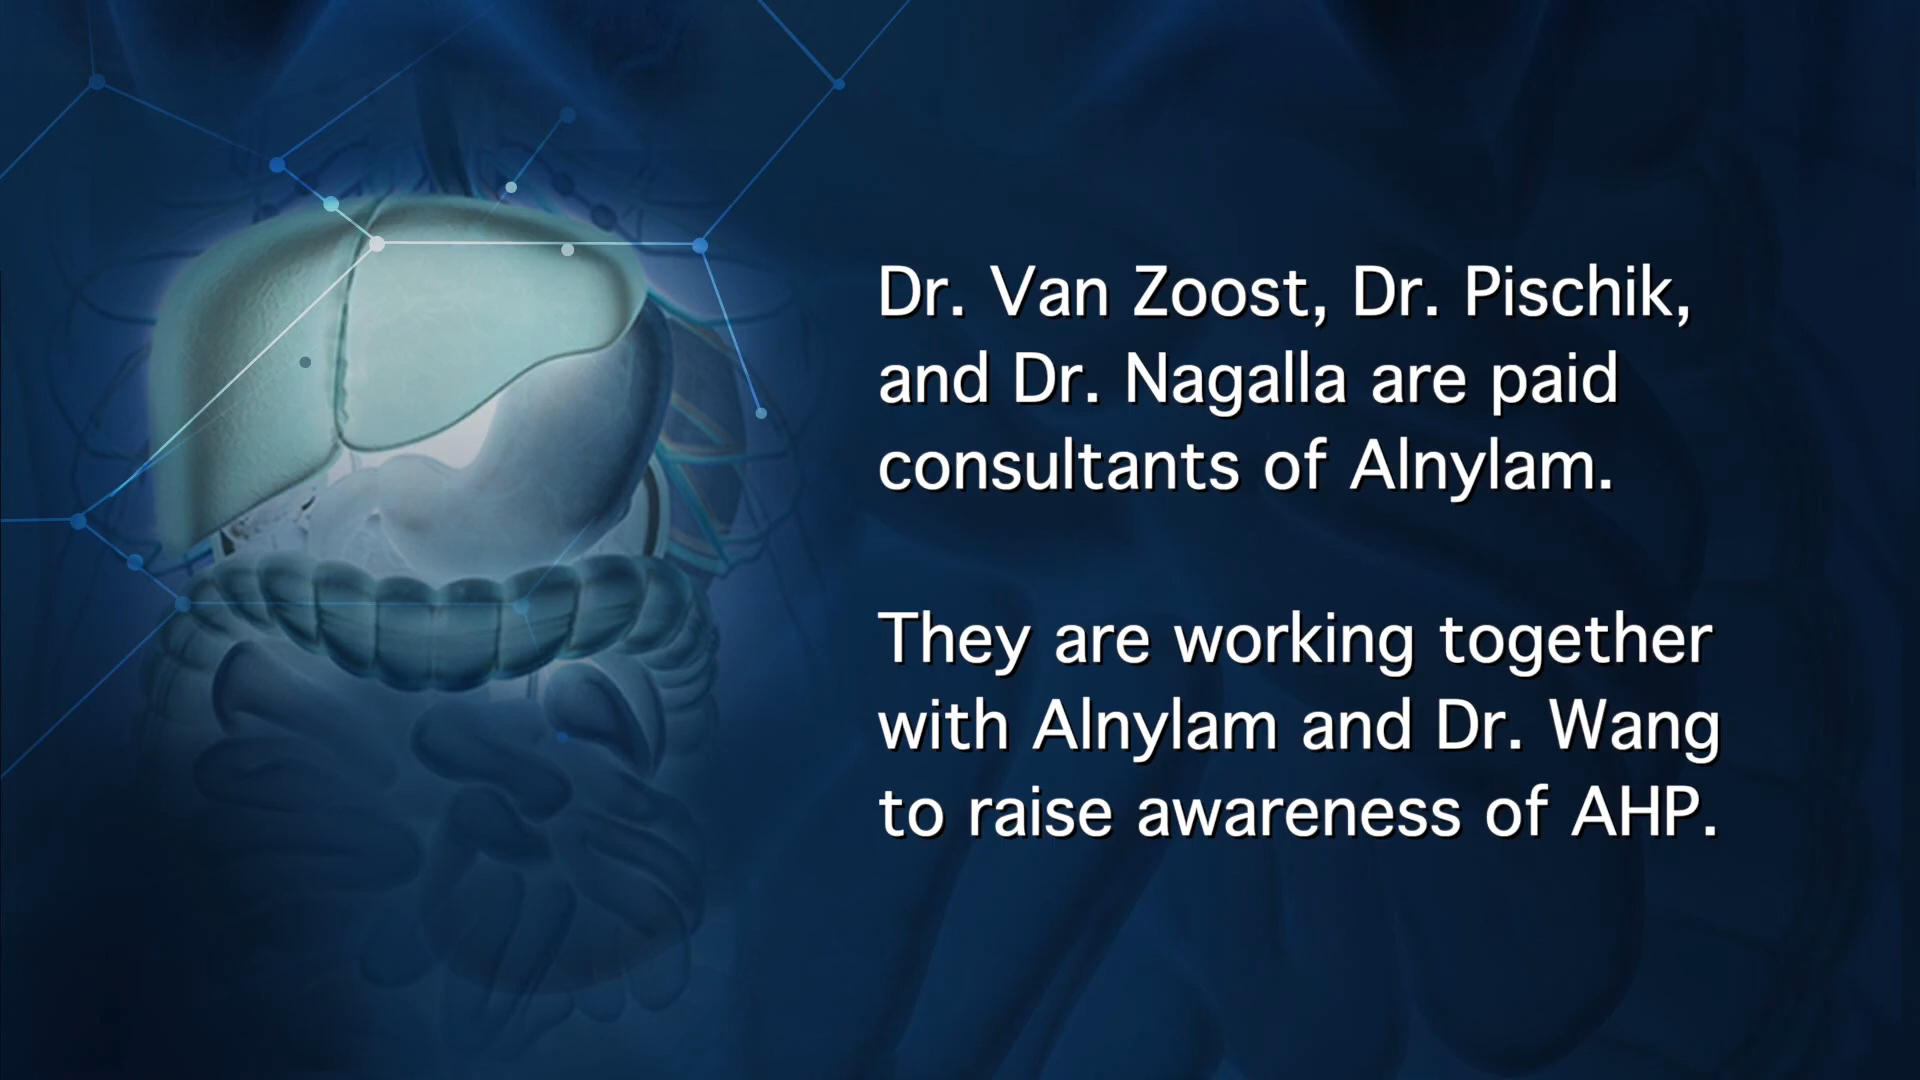 Dr. Van Zoost, Dr. Pischik,
and Dr. Nagalla are paid
consultants of Alnylam.
They are working together
with Alnylam and Dr. Wang
to raise awareness of AHP.